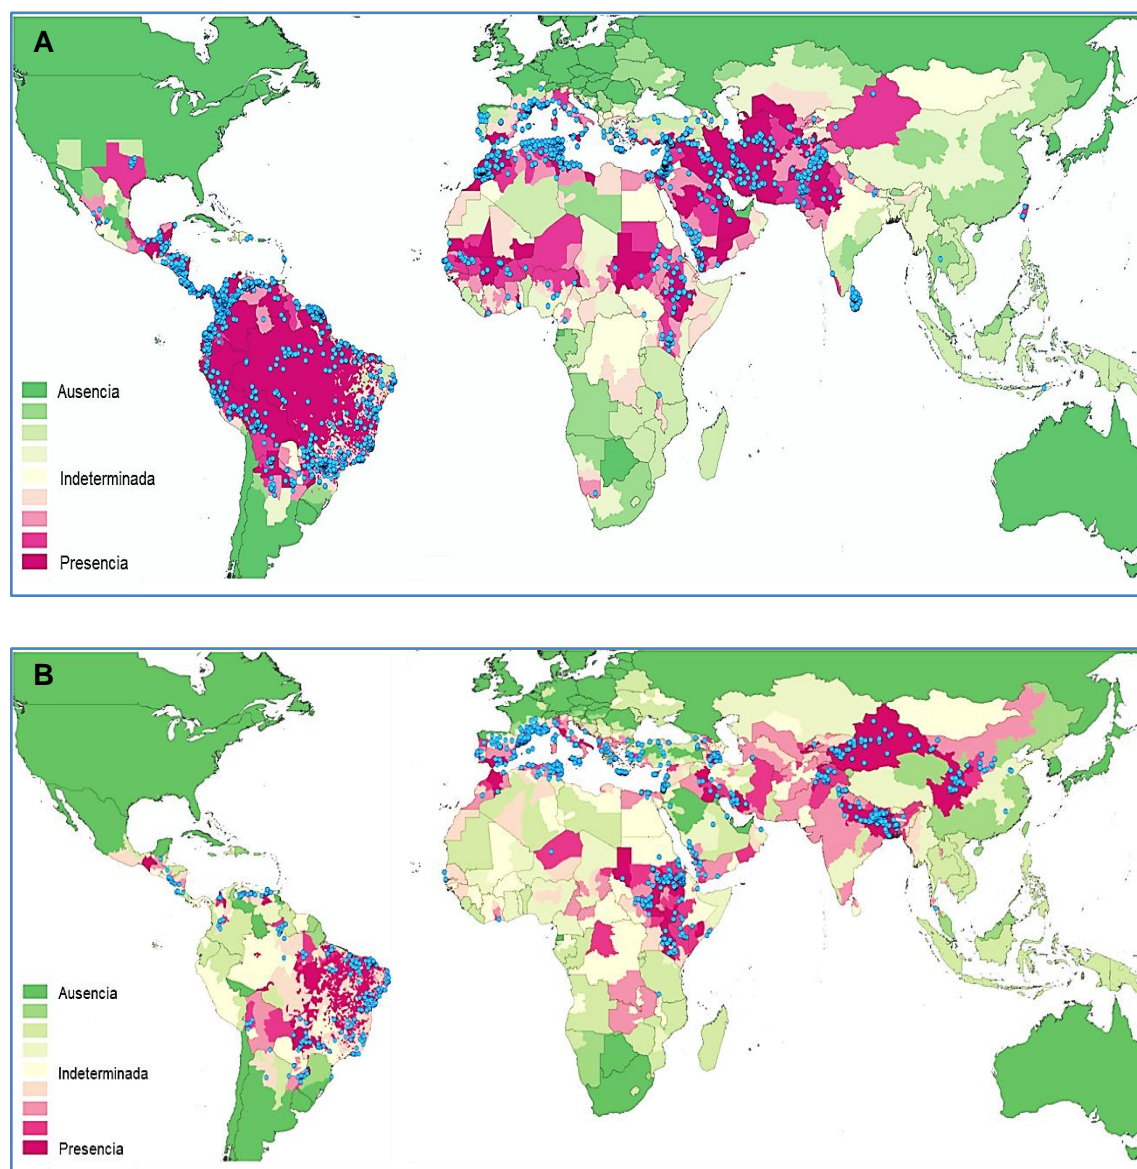 A
Ausencia
Indeterminada
Presencia
B
Ausencia
Indeterminada
Presencia